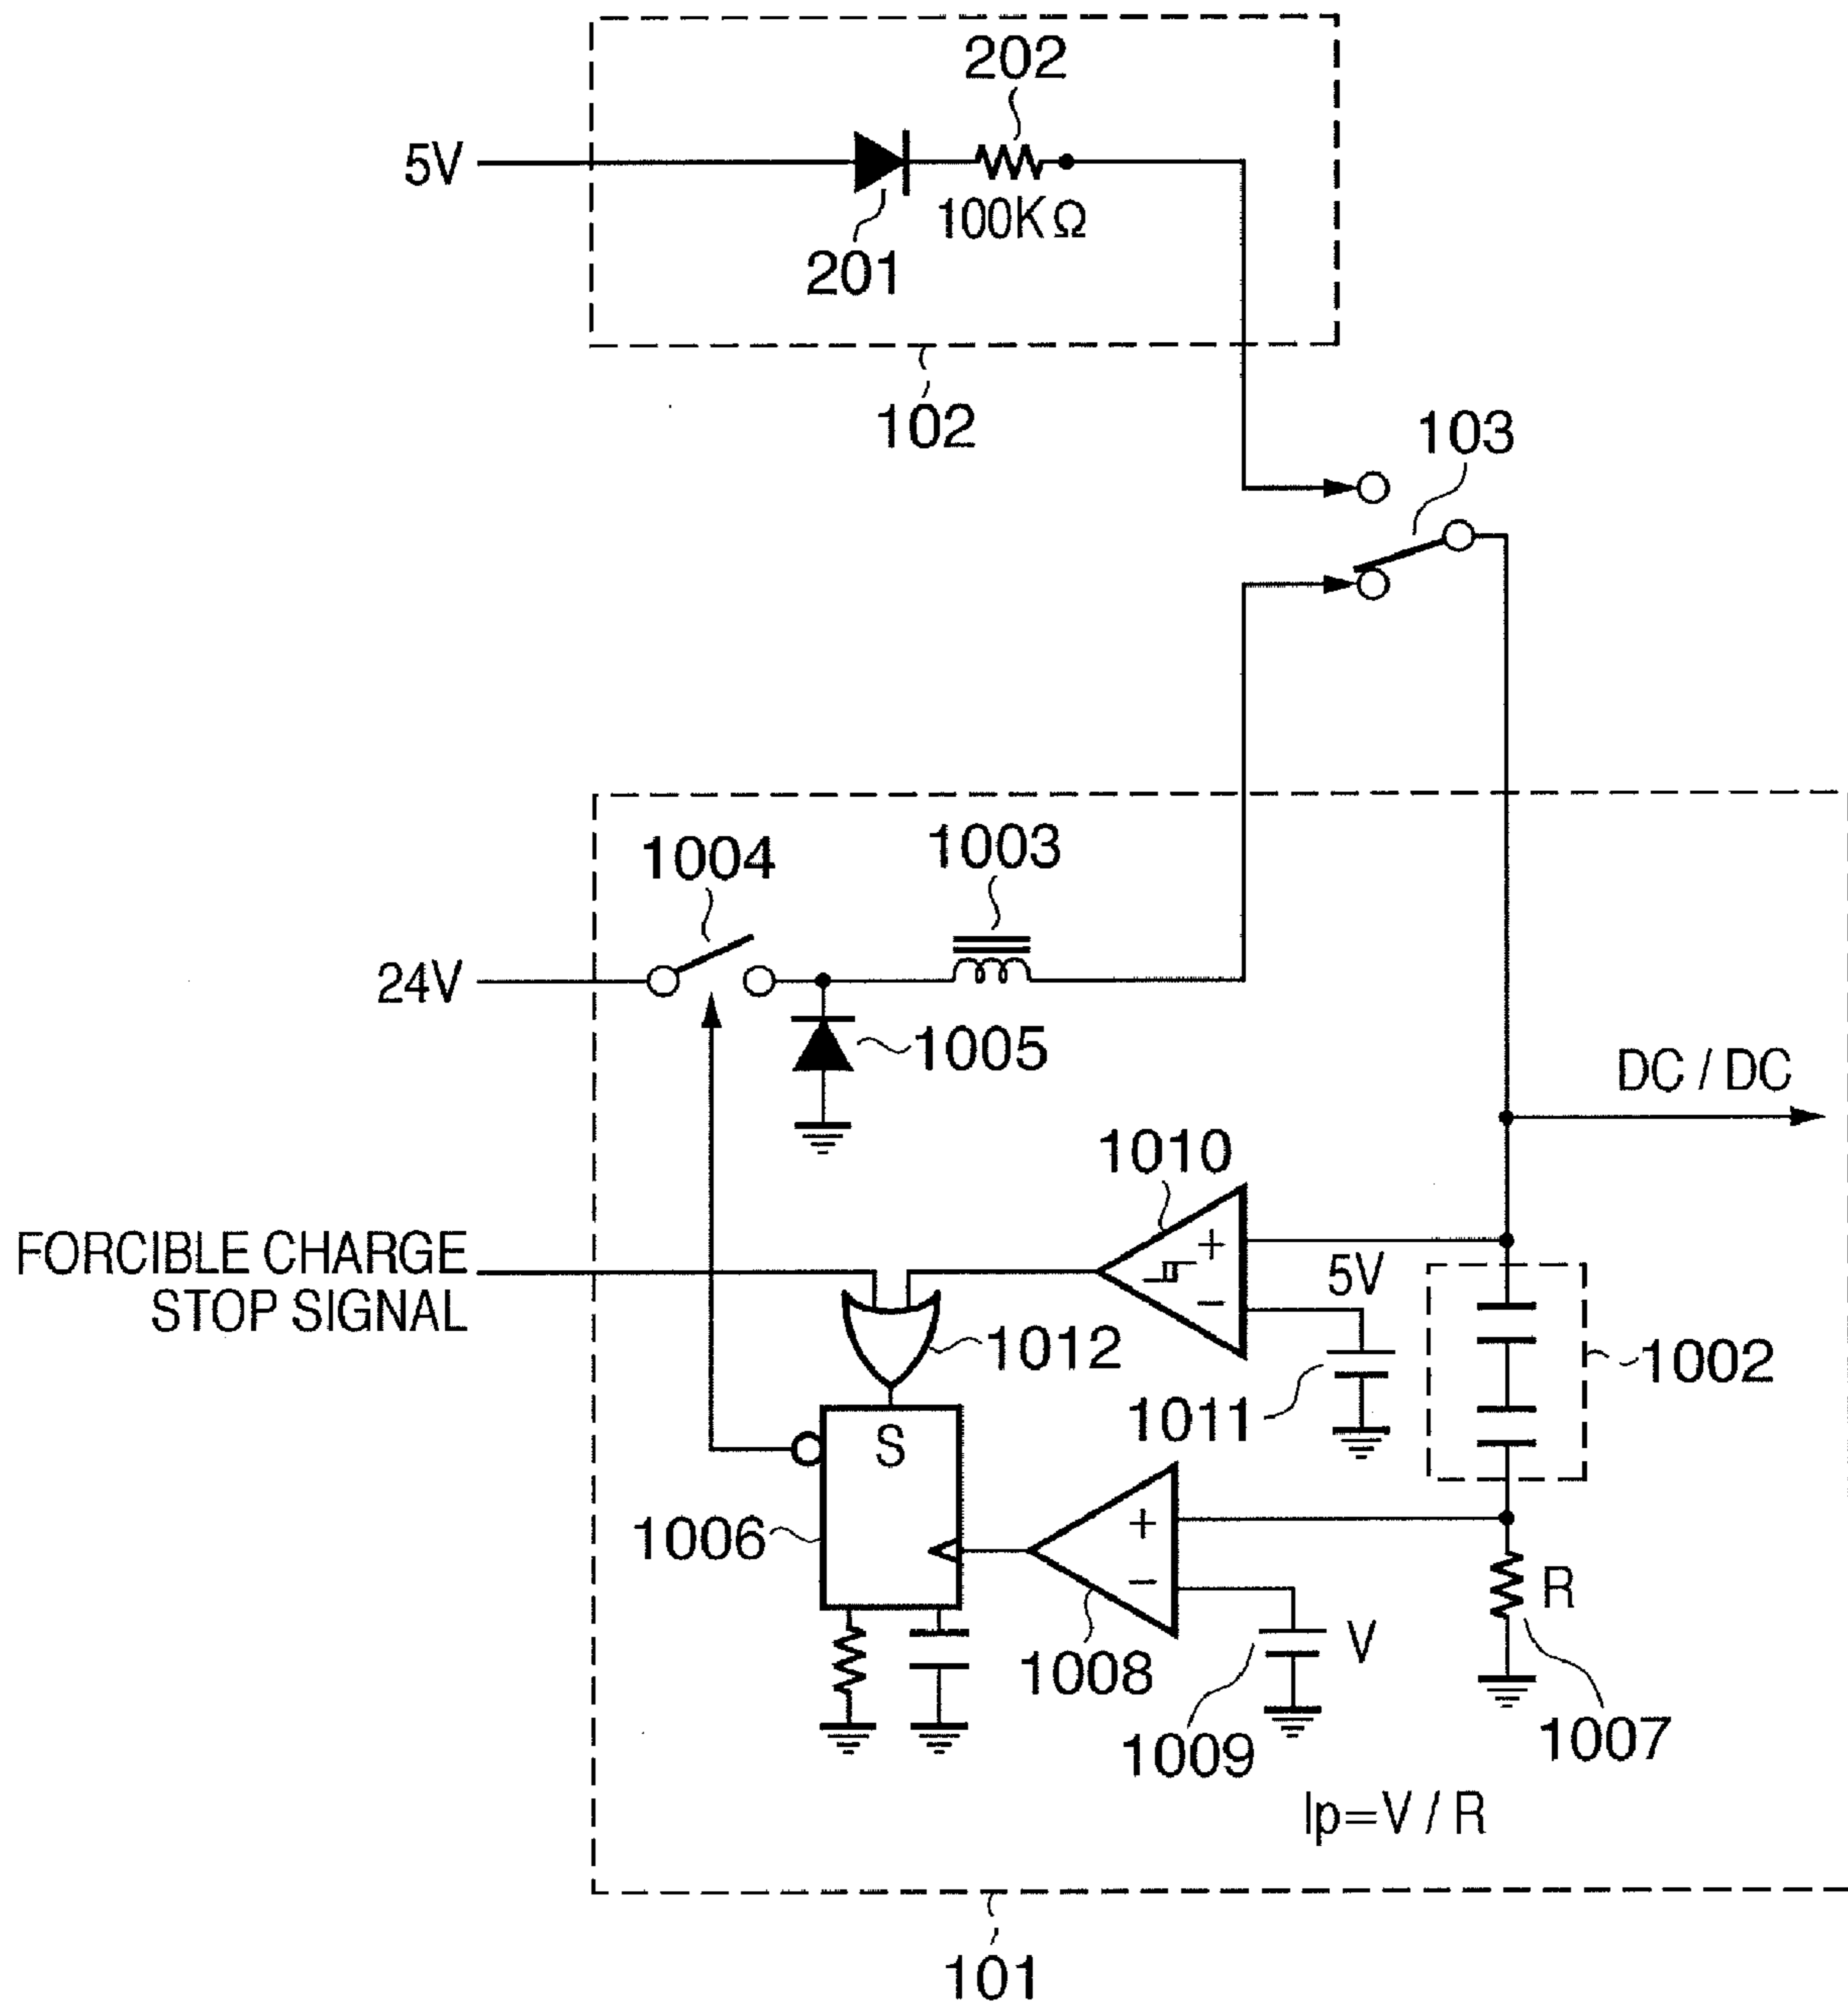 202
5V
100KΩ
201
102
103
1004
1003
24V
1005
DC / DC
1010
FORCIBLE CHARGE
STOP SIGNAL
+
5V
−
1012
1002
1011
S
1006
+
−
R
V
1008
1009
1007
Ip=V / R
101